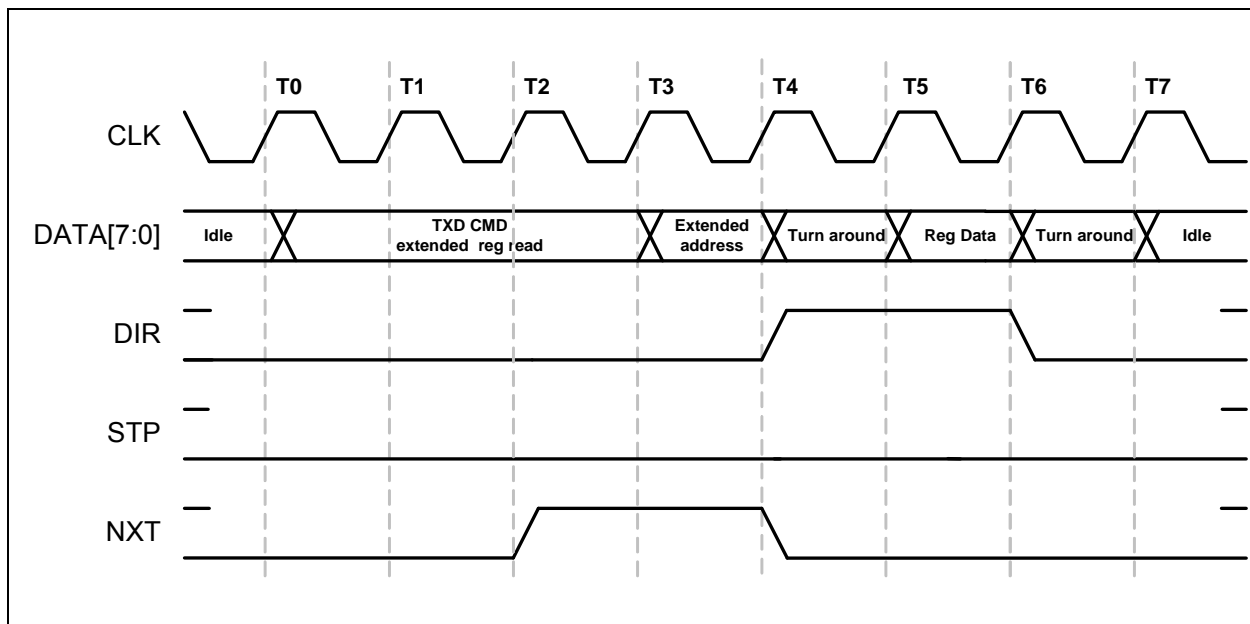 T0 T1 T2 T3 T4 T5 T6 T7
CLK
DATA[7:0]
Idle
TXD CMD
extended reg read
Extended
address
Turn around
Reg Data
Turn around
Idle
DIR
STP
NXT